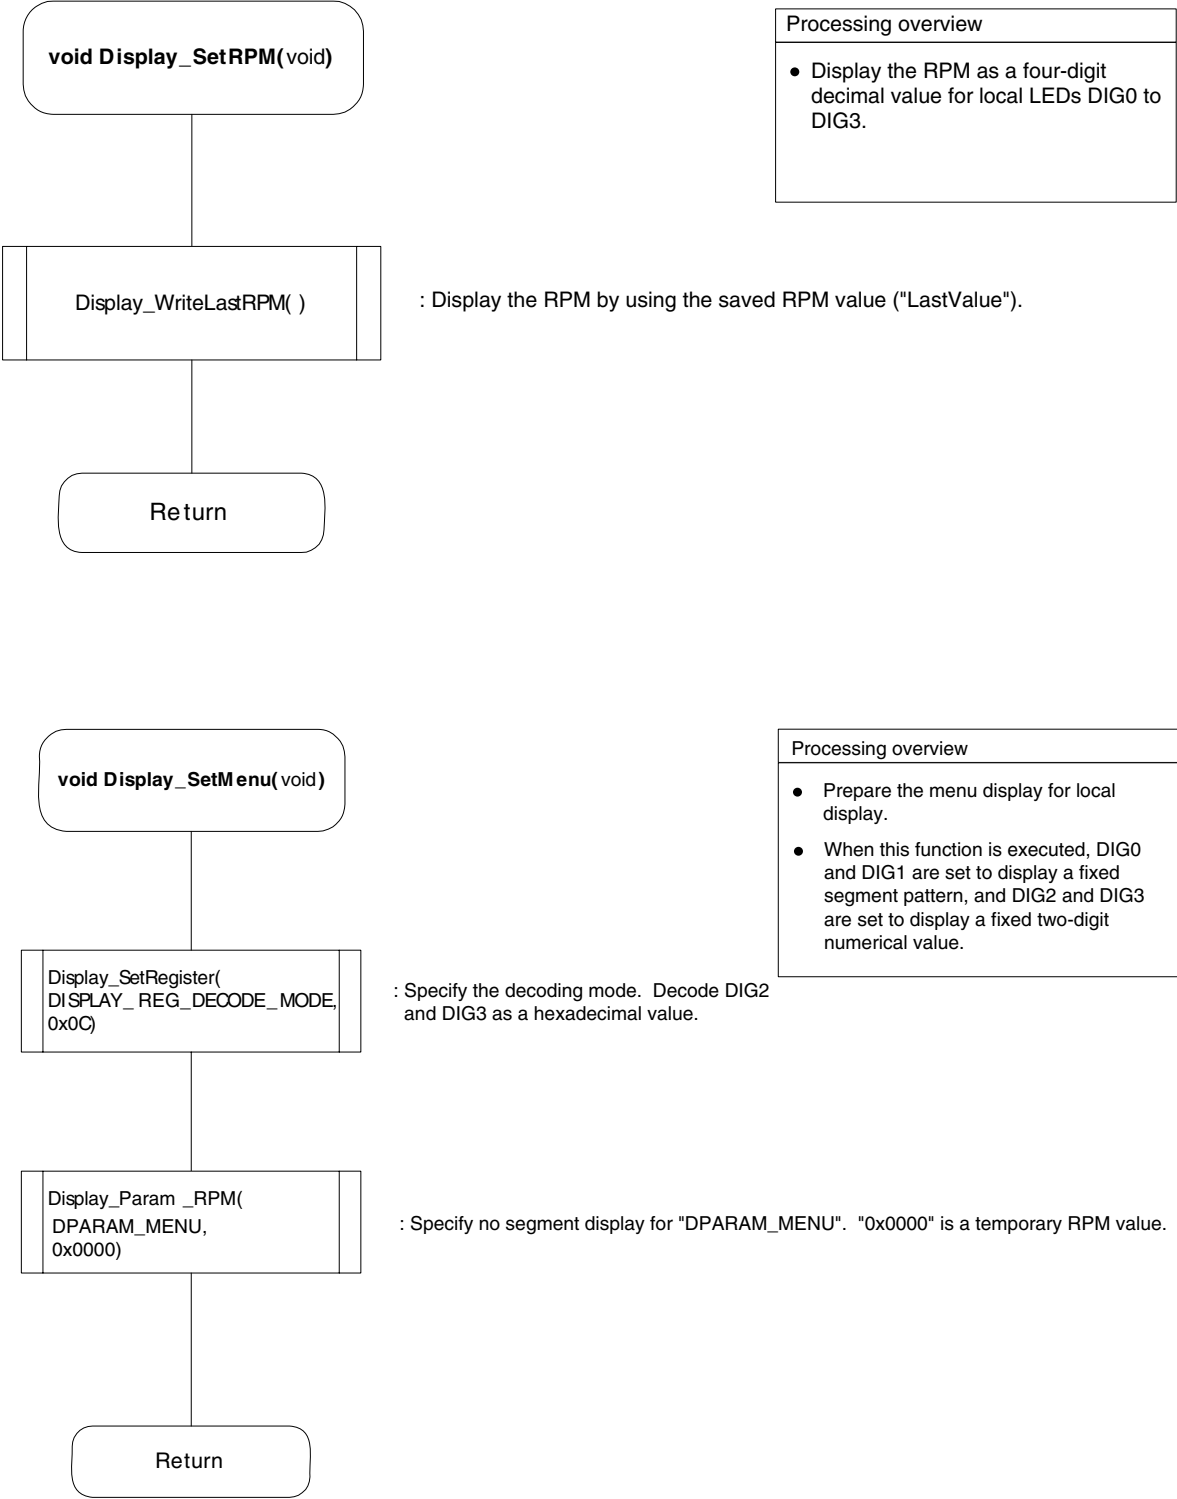 void Display_SetRPM(void)
Processing overview
● Display the RPM as a four-digit
decimal value for local LEDs DIG0 to
DIG3.
Display_WriteLastRPM( )
: Display the RPM by using the saved RPM value ("LastValue").
Return
void Display_SetMenu(void)
Processing overview
● Prepare the menu display for local
display.
● When this function is executed, DIG0
and DIG1 are set to display a fixed
segment pattern, and DIG2 and DIG3
are set to display a fixed two-digit
numerical value.
Display_SetRegister(
DISPLAY_REG_DECODE_MODE,
0x0C)
: Specify the decoding mode. Decode DIG2
and DIG3 as a hexadecimal value.
Display_Param _RPM(
DPARAM_MENU,
0x0000)
: Specify no segment display for "DPARAM_MENU". "0x0000" is a temporary RPM value.
Return